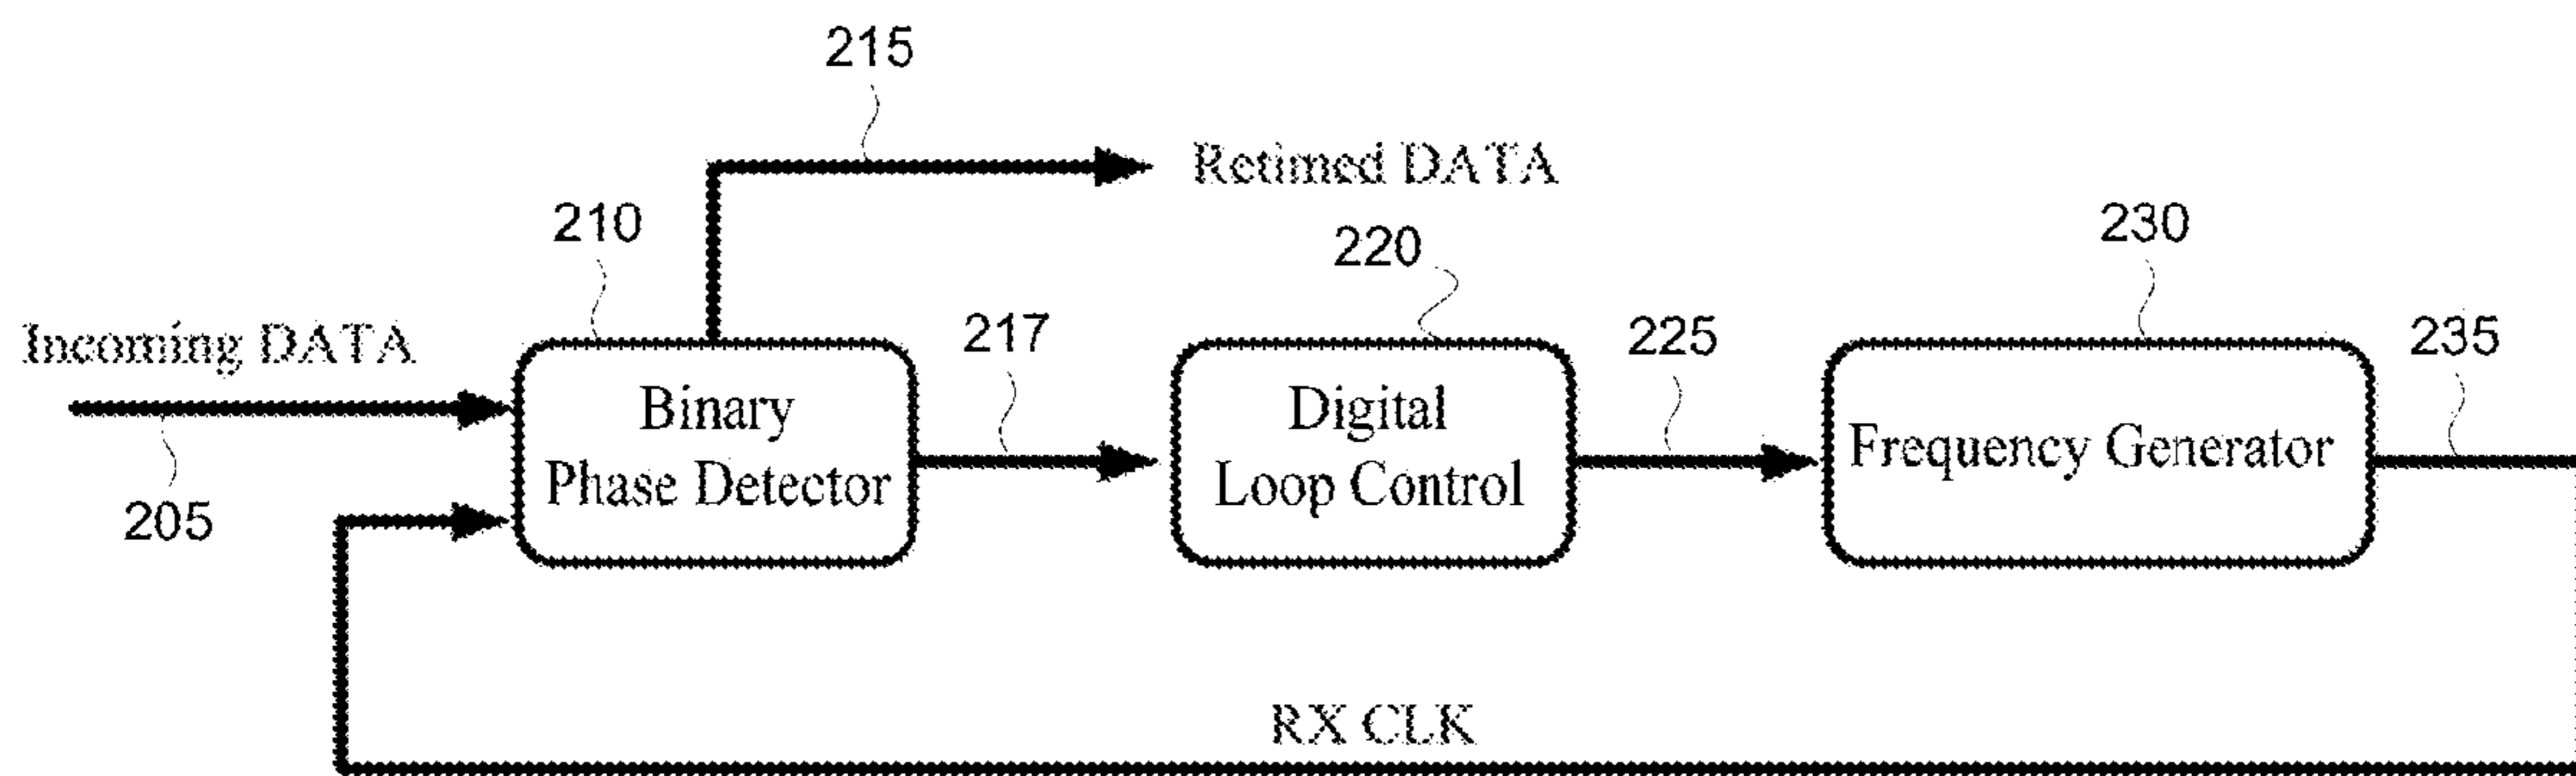 215
Retimed DATA
210
220
230
Incoming DATA
217
225
235
Binary
Phase Detector
Digital
Loop Control
Frequency Generator
205
RX CLK